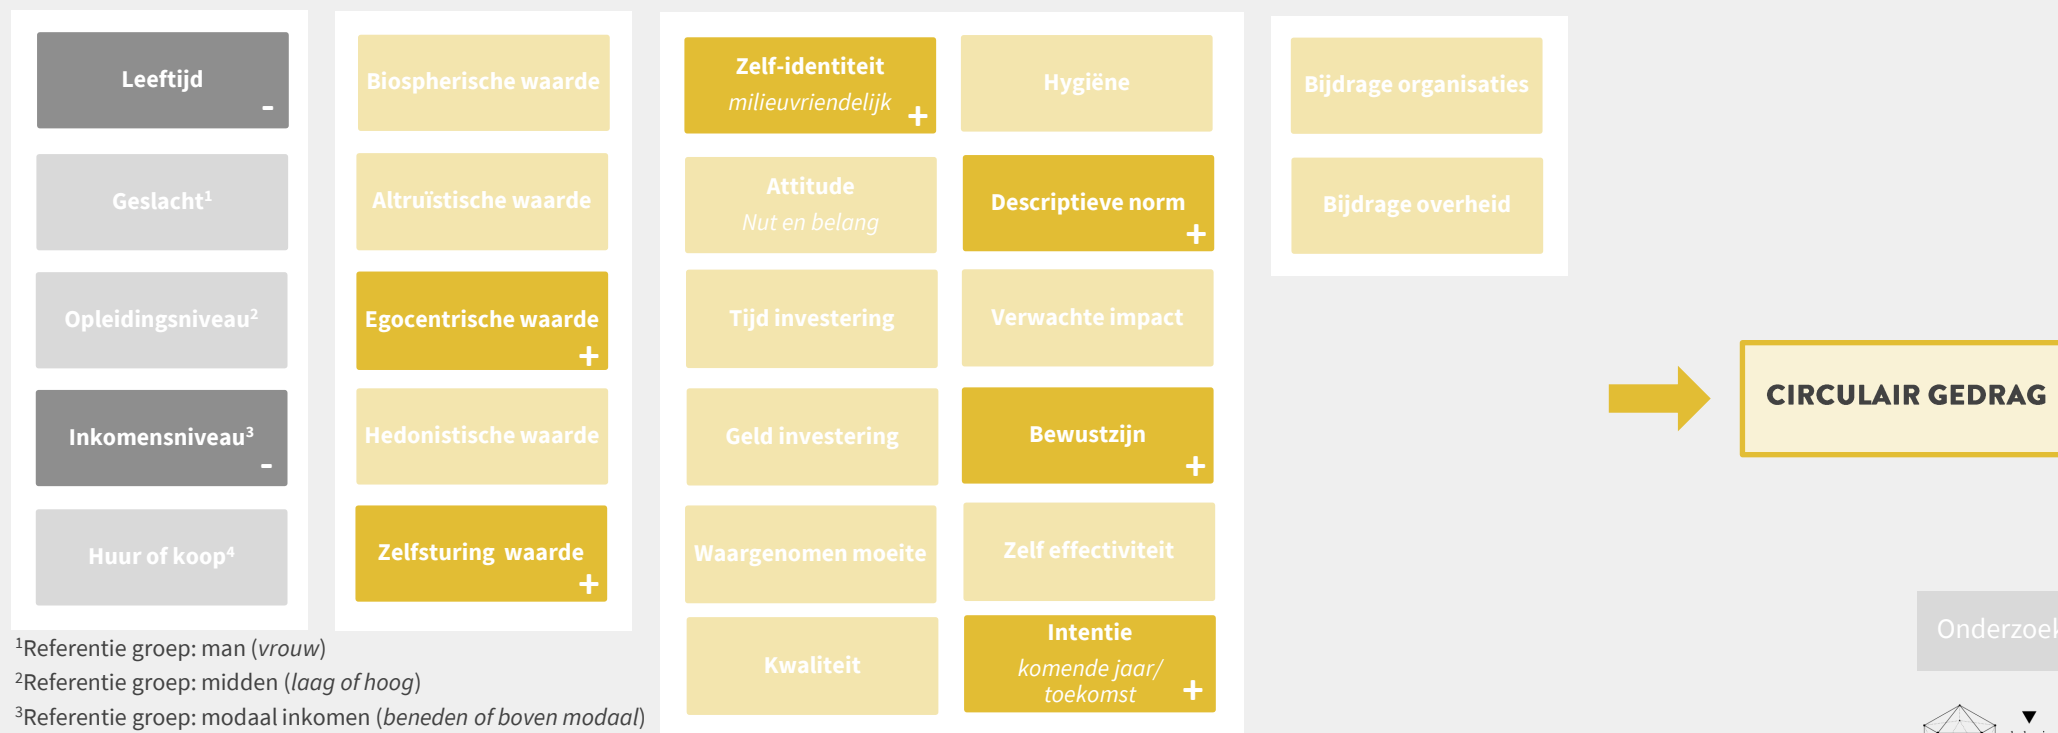 Leeftijd
-
Geslacht¹
Opleidingsniveau²
Inkomensniveau³
-
Huur of koop⁴
¹Referentie groep: man (vrouw)
²Referentie groep: midden (laag of hoog)
³Referentie groep: modaal inkomen (beneden of boven modaal)
Biospherische waarde
Altruïstische waarde
Egocentrische waarde
+
Hedonistische waarde
Zelfsturing waarde
+
Zelf-identiteit
milieuvriendelijk
+
Attitude
Nut en belang
Tijd investering
Geld investering
Waargenomen moeite
Kwaliteit
Hygiëne
Descriptieve norm
+
Verwachte impact
Bewustzijn
+
Zelf effectiviteit
Intentie
komende jaar/
toekomst
+
Bijdrage organisaties
Bijdrage overheid
CIRCULAIR GEDRAG
Onderzoek